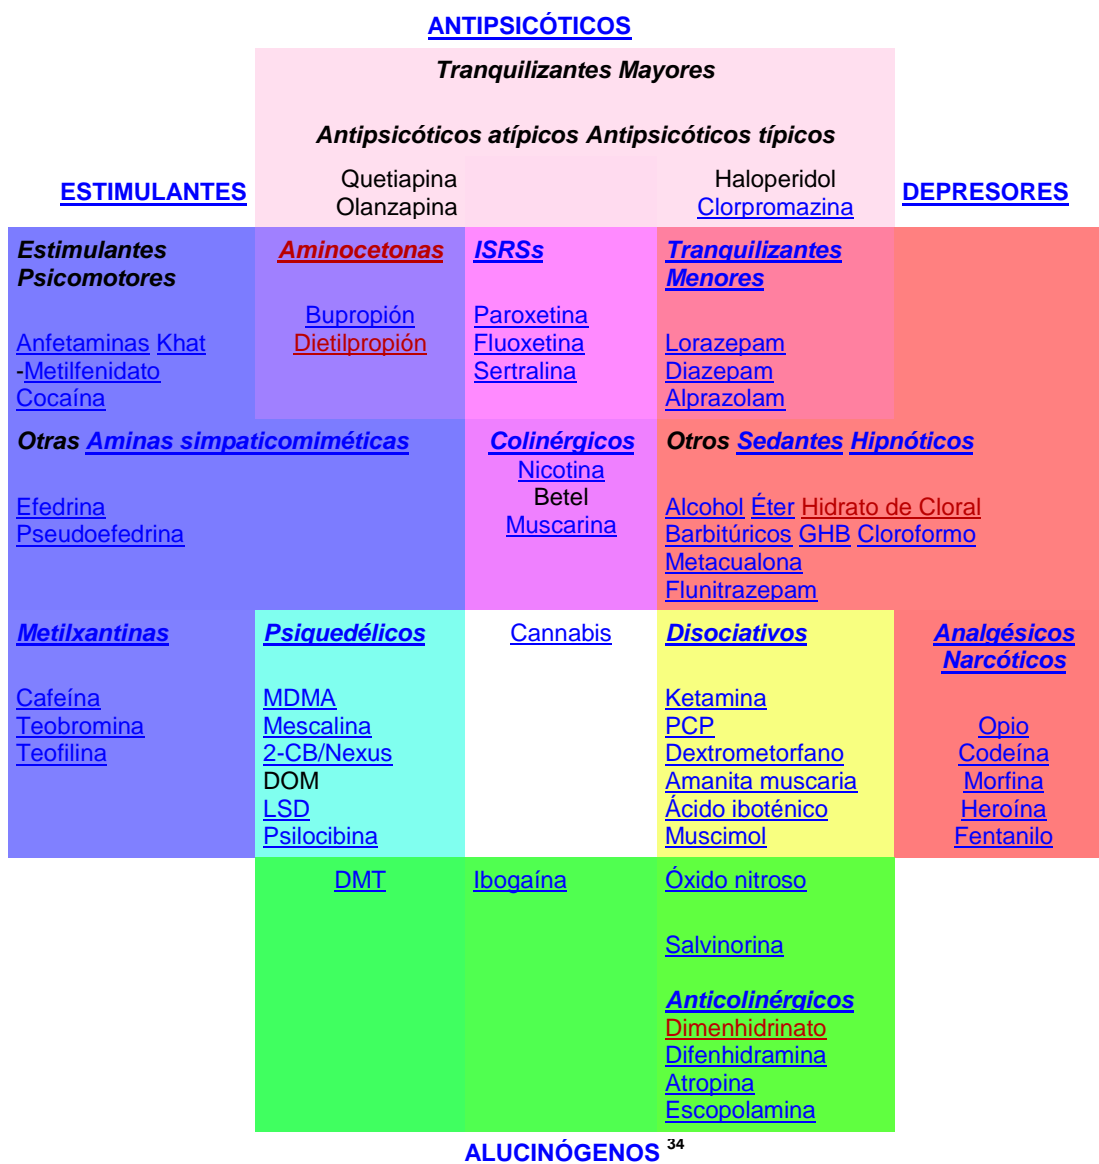 ANTIPSICÓTICOS
Tranquilizantes Mayores
Antipsicóticos atípicos Antipsicóticos típicos
ESTIMULANTES
Quetiapina
Olanzapina
Haloperidol
Clorpromazina
DEPRESORES
Estimulantes
Psicomotores
Anfetaminas Khat
-Metilfenidato
Cocaína
Aminocetonas
Bupropión
Dietilpropión
ISRSs
Paroxetina
Fluoxetina
Sertralina
Tranquilizantes
Menores
Lorazepam
Diazepam
Alprazolam
Otras Aminas simpaticomiméticas
Efedrina
Pseudoefedrina
Colinérgicos
Nicotina
Betel
Muscarina
Otros Sedantes Hipnóticos
Alcohol Éter Hidrato de Cloral
Barbitúricos GHB Cloroformo
Metacualona
Flunitrazepam
Metilxantinas
Cafeína
Teobromina
Teofilina
Psiquedélicos
MDMA
Mescalina
2-CB/Nexus
DOM
LSD
Psilocibina
Cannabis
Disociativos
Ketamina
PCP
Dextrometorfano
Amanita muscaria
Ácido iboténico
Muscimol
Analgésicos
Narcóticos
Opio
Codeína
Morfina
Heroína
Fentanilo
DMT
Ibogaína
Óxido nitroso
Salvinorina
Anticolinérgicos
Dimenhidrinato
Difenhidramina
Atropina
Escopolamina
ALUCINÓGENOS 34